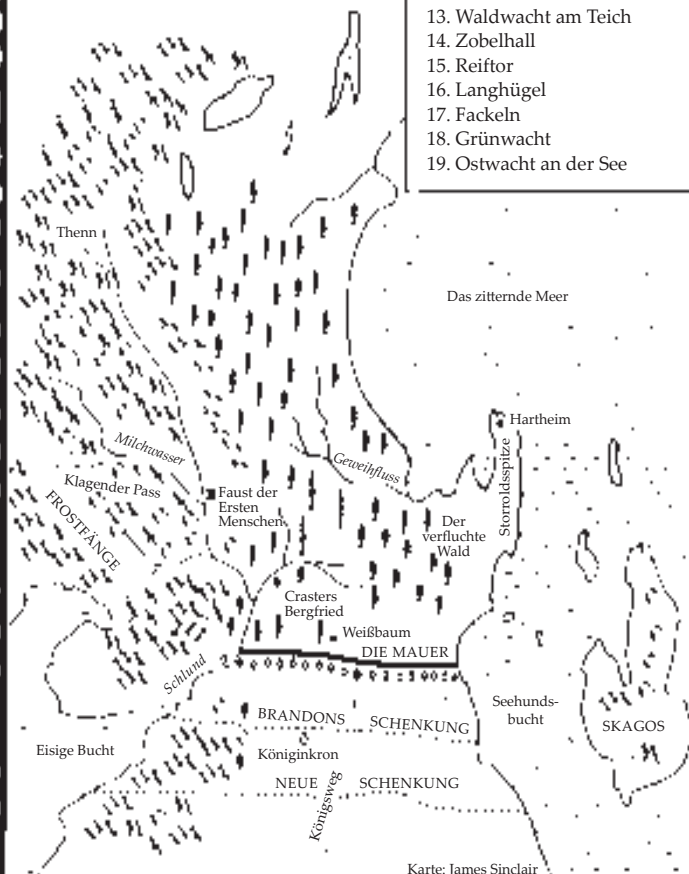 13. Waldwacht am Teich
14. Zobelhall
15. Reiftor
16. Langhügel
17. Fackeln
18. Grünwacht
19. Ostwacht an der See
Thenn
Das zitternde Meer
Hartheim
Storroldsspitze
Milchwasser
Geweihfluss
Klagender Pass
FROSTFÄNGE
Faust der
Ersten
Menschen
Der
verfluchte
Wald
Crasters
Bergfried
Weißbaum
DIE MAUER
Schlund
Seehunds-
bucht
SKAGOS
BRANDONS SCHENKUNG
Eisige Bucht
Königinkron
NEUE SCHENKUNG
Königsweg
Karte: James Sinclair